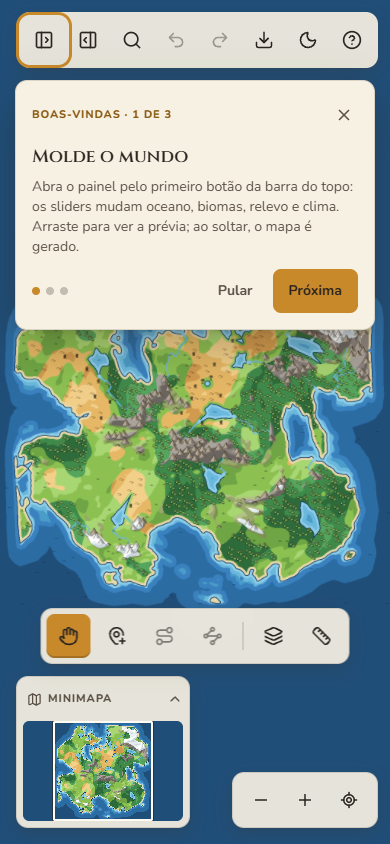 BOAS-VINDAS · 1 DE 3
Molde o mundo
Abra o painel pelo primeiro botão da barra do topo:
os sliders mudam oceano, biomas, relevo e clima.
Arraste para ver a prévia; ao soltar, o mapa é
gerado.
Pular
Próxima
MINIMAPA